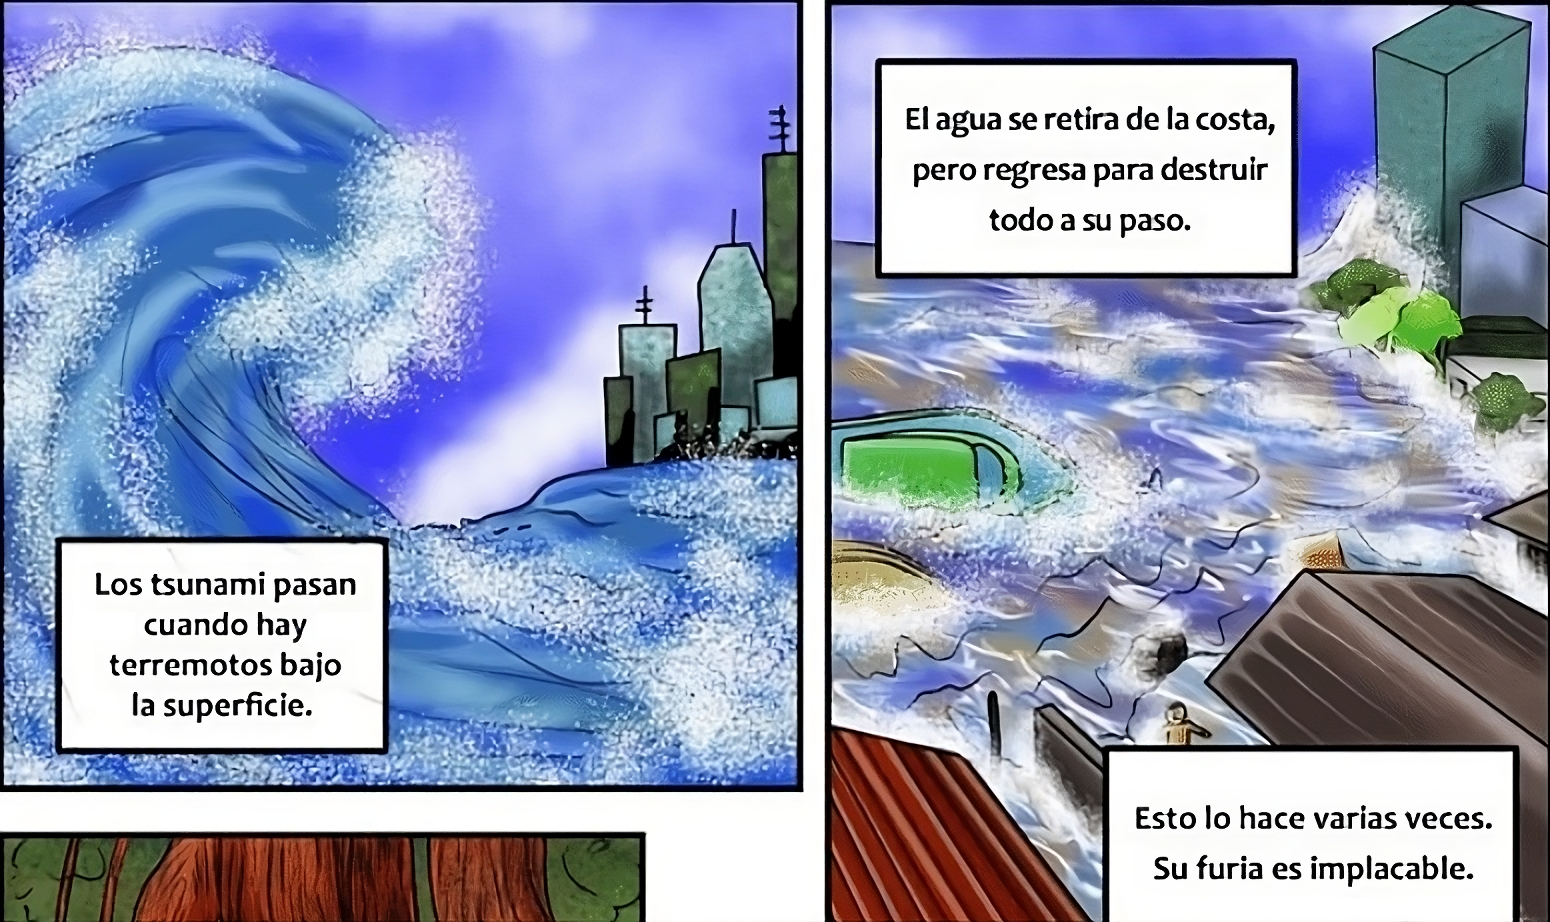 Los tsunami pasan
cuando hay
terremotos bajo
la superficie.
El agua se retira de la costa,
pero regresa para destruir
todo a su paso.
Esto lo hace varias veces.
Su furia es implacable.